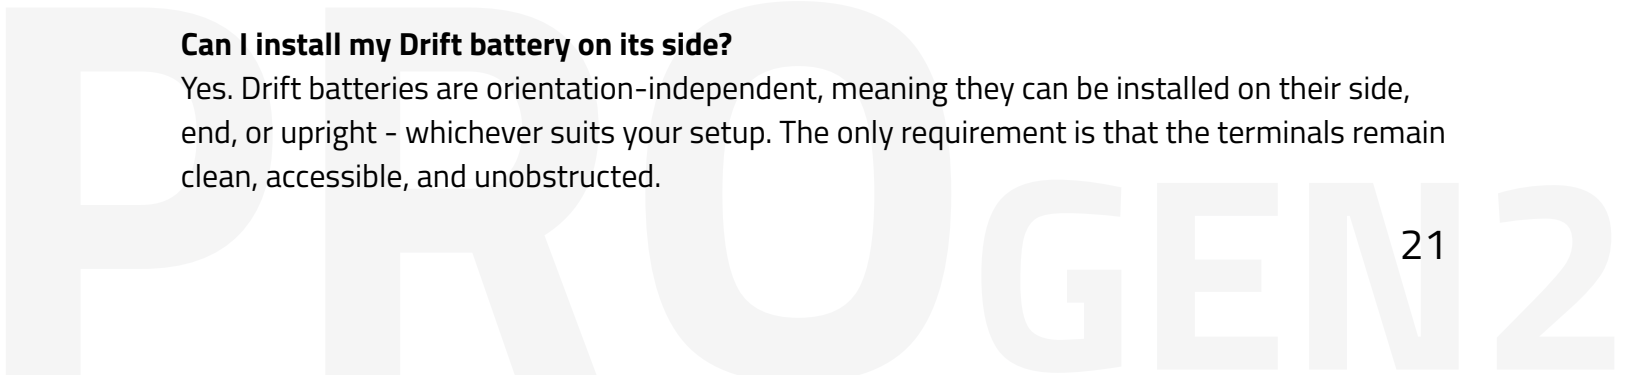 Can I install my Drift battery on its side?
Yes. Drift batteries are orientation-independent, meaning they can be installed on their side,
end, or upright - whichever suits your setup. The only requirement is that the terminals remain
clean, accessible, and unobstructed.
21
PROGEN2